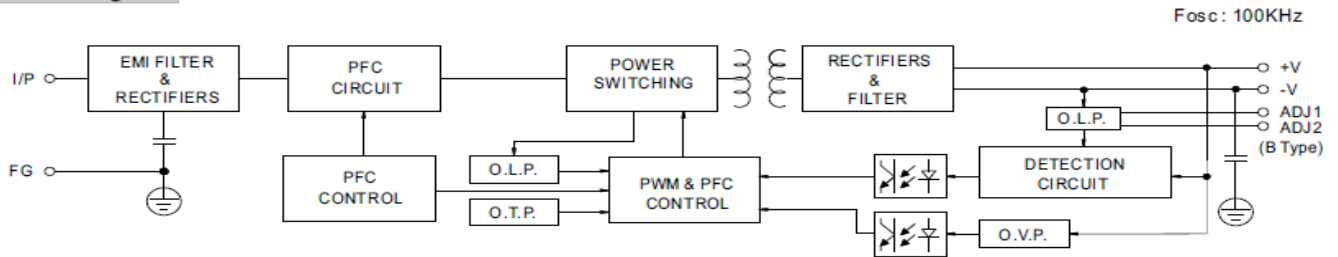 Fosc : 100KHz
I/P
EMI FILTER
&
RECTIFIERS
PFC
CIRCUIT
POWER
SWITCHING
RECTIFIERS
&
FILTER
+V
-V
ADJ1
ADJ2
(B Type)
O.L.P.
FG
PFC
CONTROL
O.L.P.
O.T.P.
PWM & PFC
CONTROL
DETECTION
CIRCUIT
O.V.P.